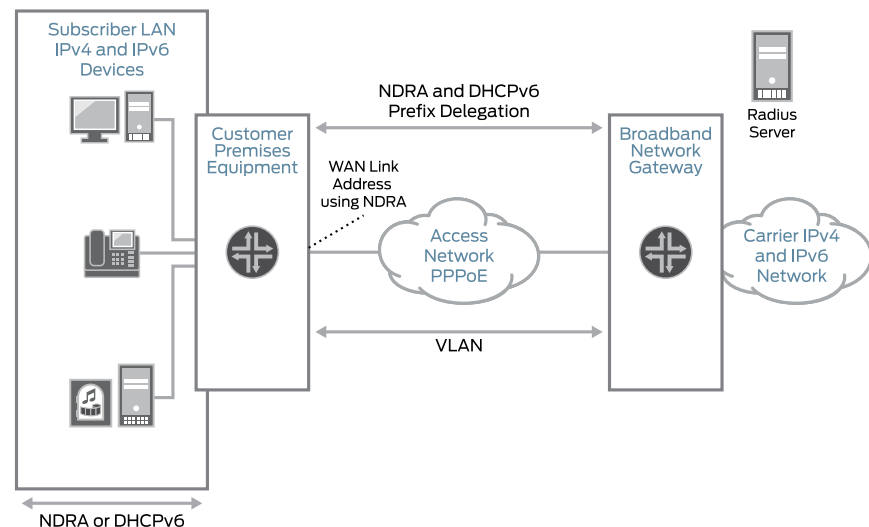 Subscriber LAN
IPv4 and IPv6
Devices
NDRA and DHCPv6
Prefix Delegation
Radius
Server
Customer
Premises
Equipment
Broadband
Network
Gateway
WAN Link
Address
using NDRA
Access
Network
PPPoE
Carrier IPv4
and IPv6
Network
VLAN
NDRA or DHCPv6